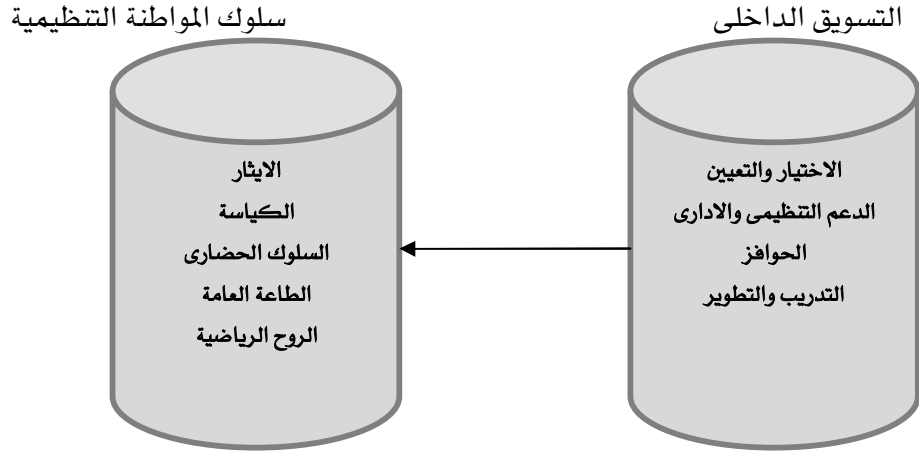 التسويق الداخلى
الاختيار والتعيين
الدعم التنظيمى والادارى
الحوافز
التدريب والتطوير
سلوك المواطنة التنظيمية
الايثار
الكياسة
السلوك الحضارى
الطاعة العامة
الروح الرياضية